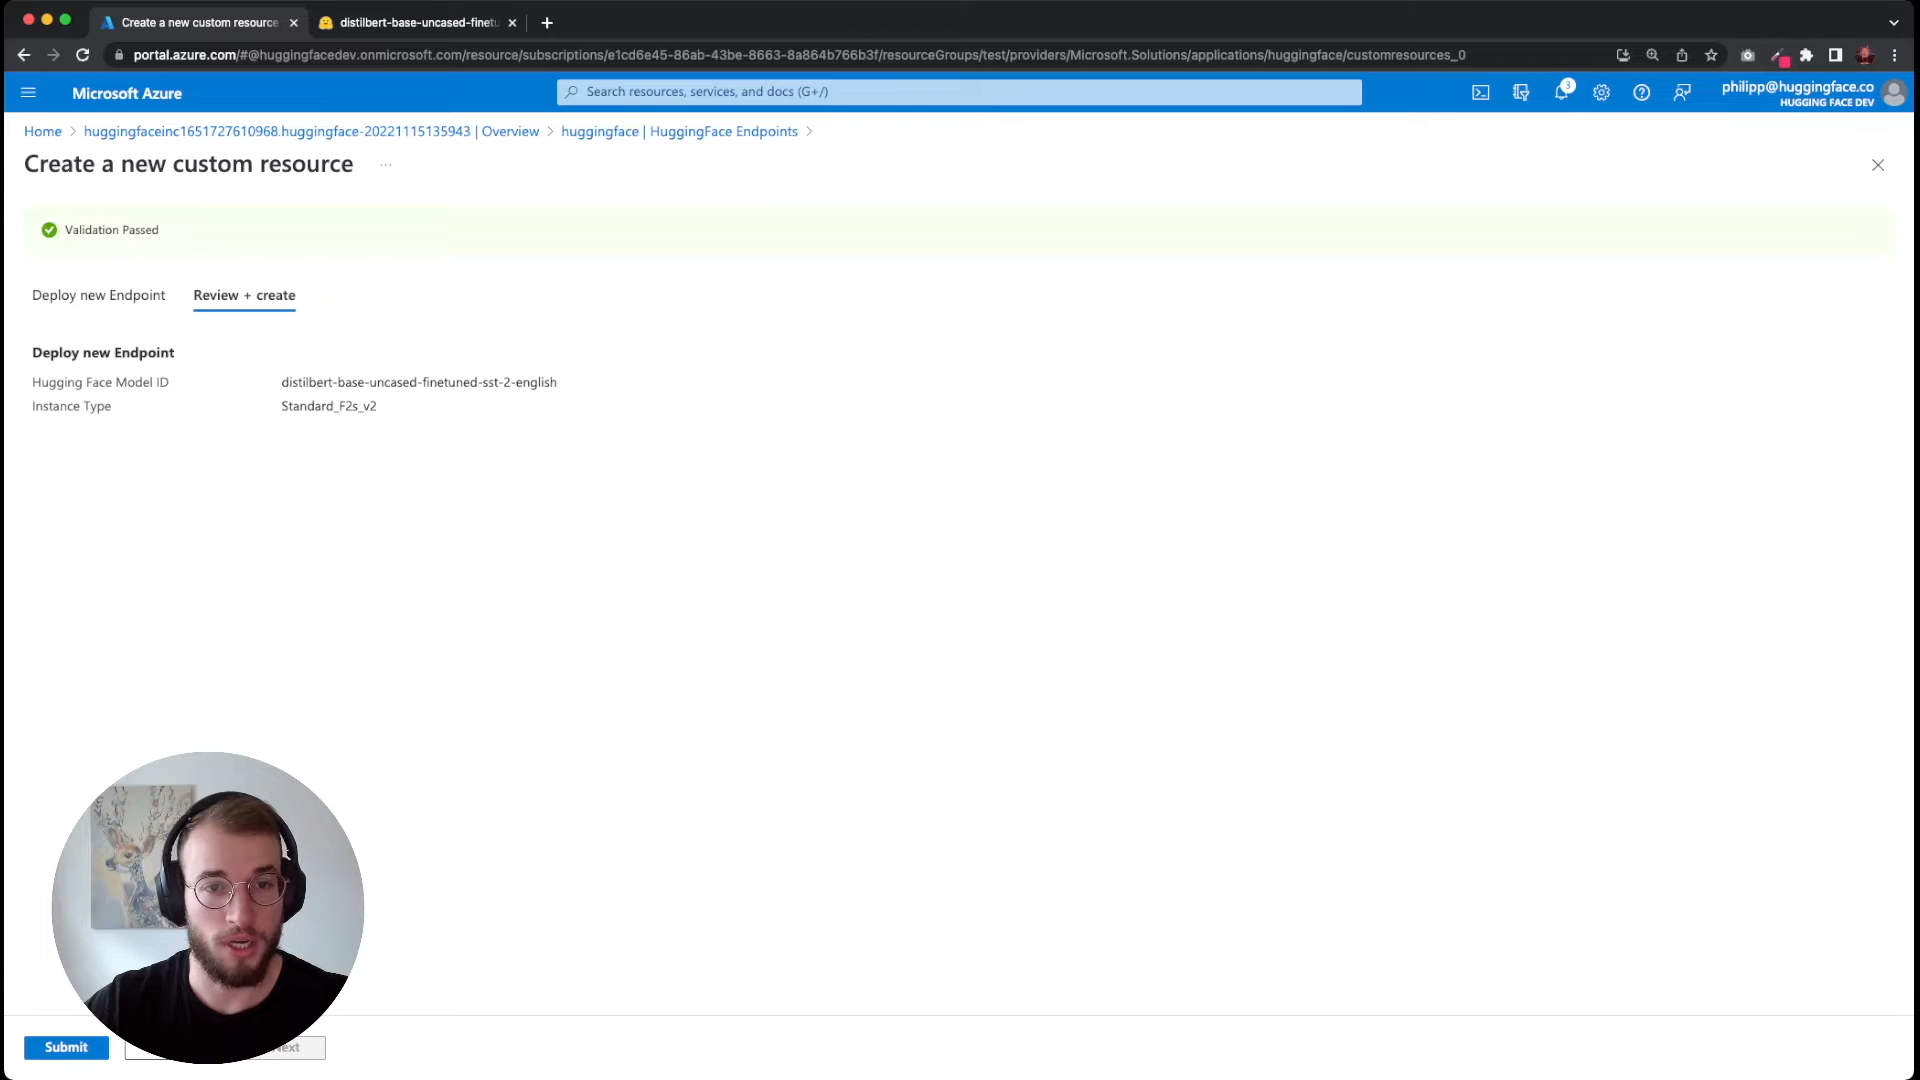 Create a new custom resource
distilbert-base-uncased-finetu
portal.azure.com/#@huggingfacedev.onmicrosoft.com/resource/subscriptions/e1cd6e45-86ab-43be-8663-8a864b766b3f/resourceGroups/test/providers/Microsoft.Solutions/applications/huggingface/customresources_0
Microsoft Azure
Search resources, services, and docs (G+/)
3
philipp@huggingface.co
HUGGING FACE DEV
Home > huggingfaceinc1651727610968.huggingface-20221115135943 | Overview > huggingface | HuggingFace Endpoints >
Create a new custom resource ...
Validation Passed
Deploy new Endpoint Review + create
Deploy new Endpoint
Hugging Face Model ID distilbert-base-uncased-finetuned-sst-2-english
Instance Type Standard_F2s_v2
Submit